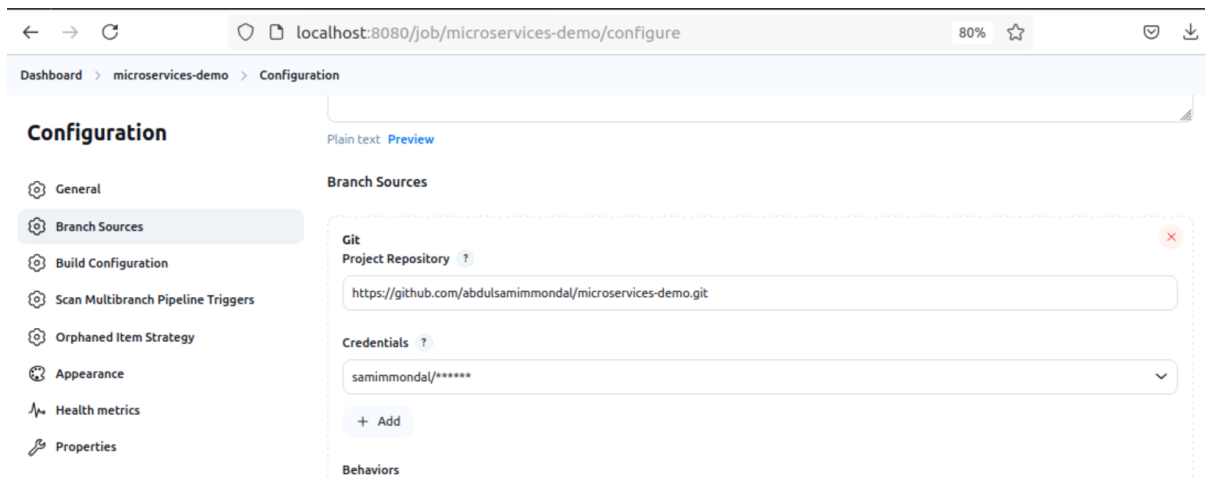 localhost:8080/job/microservices-demo/configure 80%
Dashboard > microservices-demo > Configuration
Configuration
General
Branch Sources
Build Configuration
Scan Multibranch Pipeline Triggers
Orphaned Item Strategy
Appearance
Health metrics
Properties
Plain text Preview
Branch Sources
Git
Project Repository ?
https://github.com/abdulsamimmondal/microservices-demo.git
Credentials ?
samimmondal/******
+ Add
Behaviors